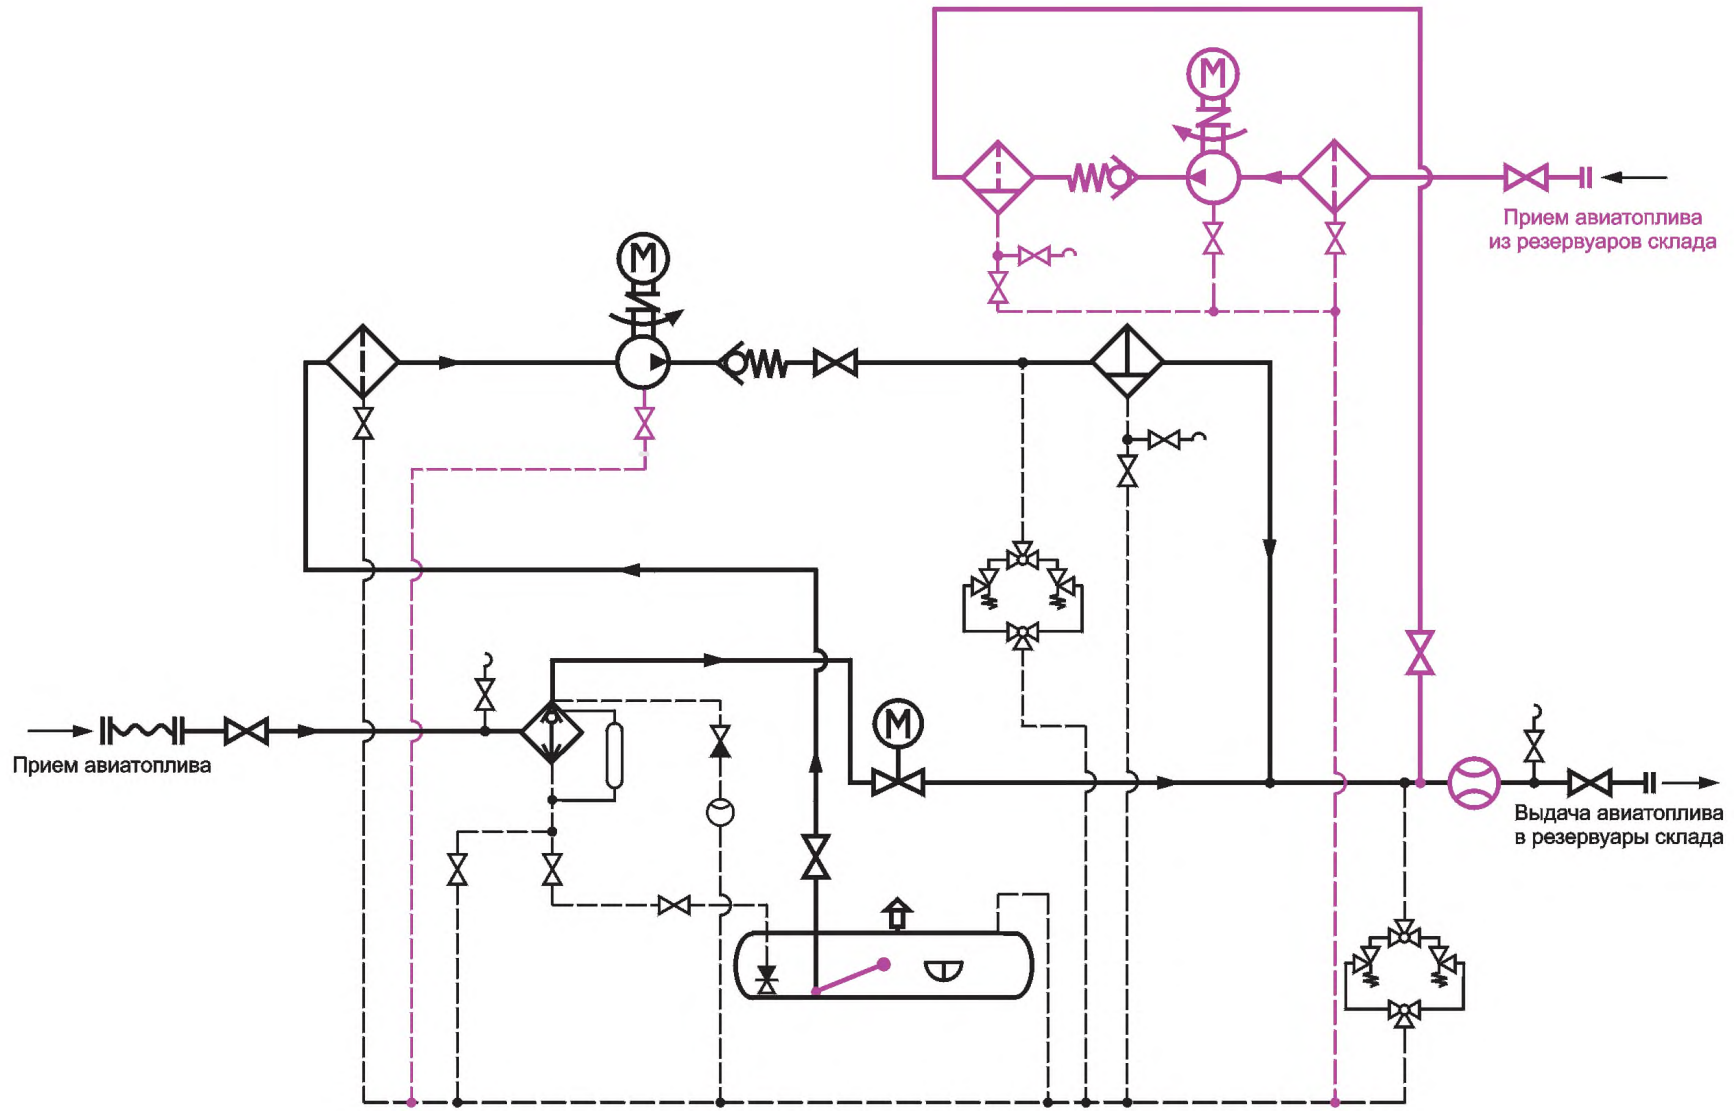 М
Прием авиатоплива
из резервуаров склада
М
М
Прием авиатоплива
Выдача авиатоплива
в резервуары склада